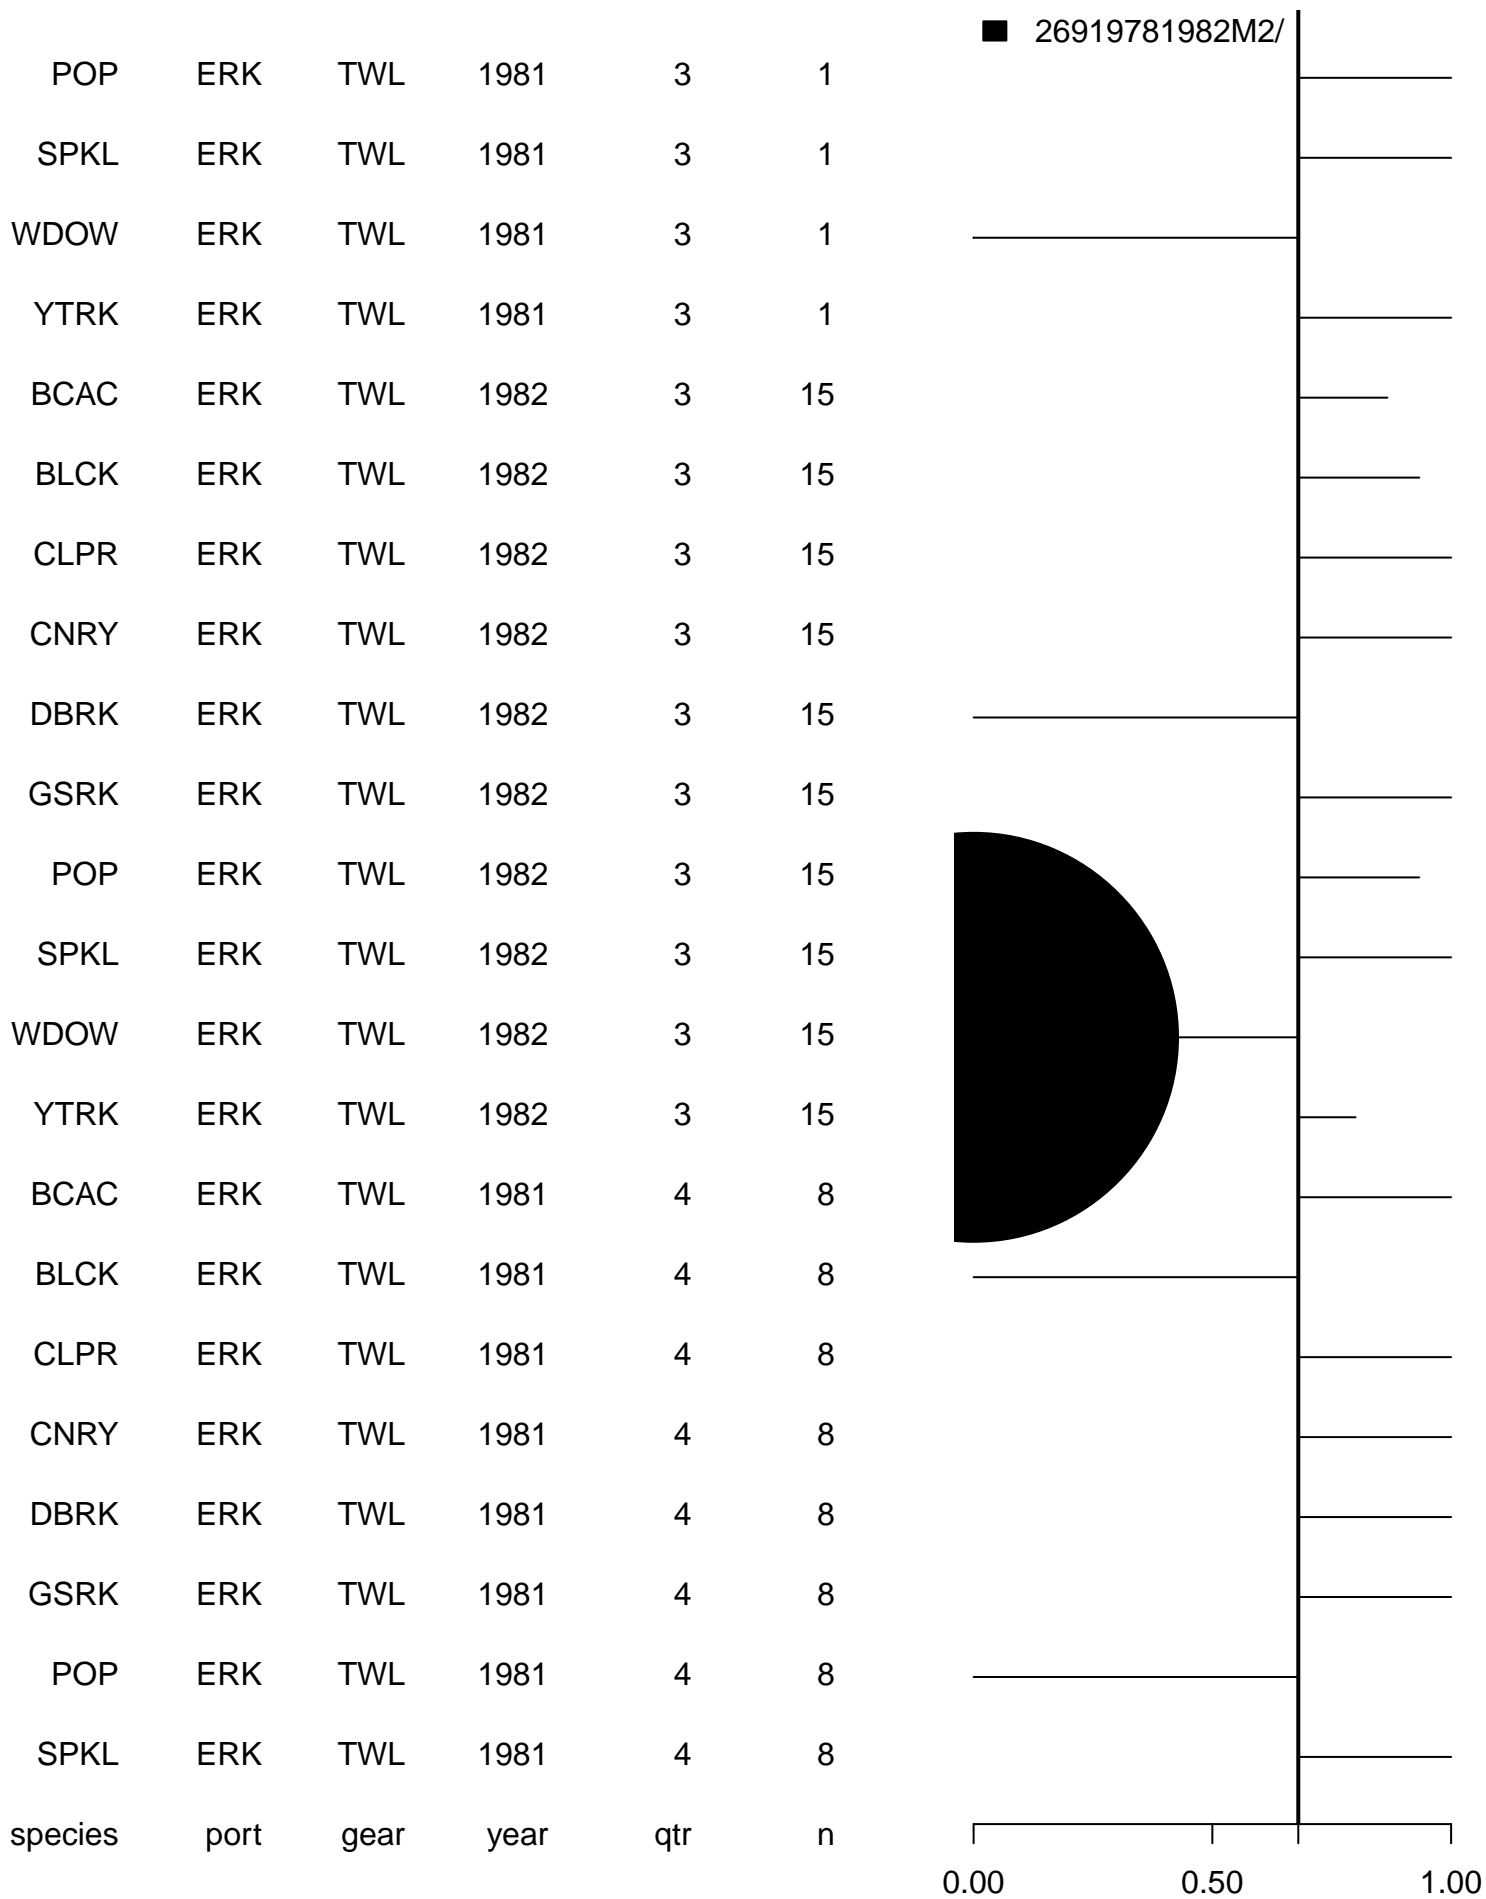 26919781982M2/
POP ERK TWL 1981 3 1
SPKL ERK TWL 1981 3 1
WDOW ERK TWL 1981 3 1
YTRK ERK TWL 1981 3 1
BCAC ERK TWL 1982 3 15
BLCK ERK TWL 1982 3 15
CLPR ERK TWL 1982 3 15
CNRY ERK TWL 1982 3 15
DBRK ERK TWL 1982 3 15
GSRK ERK TWL 1982 3 15
POP ERK TWL 1982 3 15
SPKL ERK TWL 1982 3 15
WDOW ERK TWL 1982 3 15
YTRK ERK TWL 1982 3 15
BCAC ERK TWL 1981 4 8
BLCK ERK TWL 1981 4 8
CLPR ERK TWL 1981 4 8
CNRY ERK TWL 1981 4 8
DBRK ERK TWL 1981 4 8
GSRK ERK TWL 1981 4 8
POP ERK TWL 1981 4 8
SPKL ERK TWL 1981 4 8
species port gear year qtr n
0.00 0.50 1.00